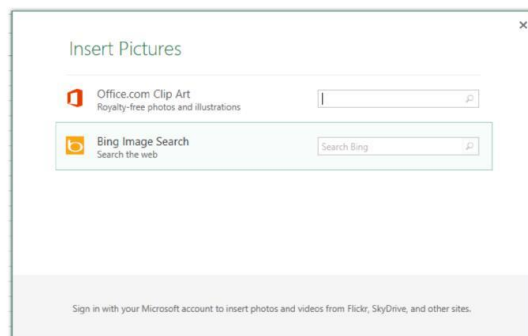 Insert Pictures
Office.com Clip Art
Royalty-free photos and illustrations
Bing Image Search
Search the web
Search Bing
Sign in with your Microsoft account to insert photos and videos from Flickr, SkyDrive, and other sites.